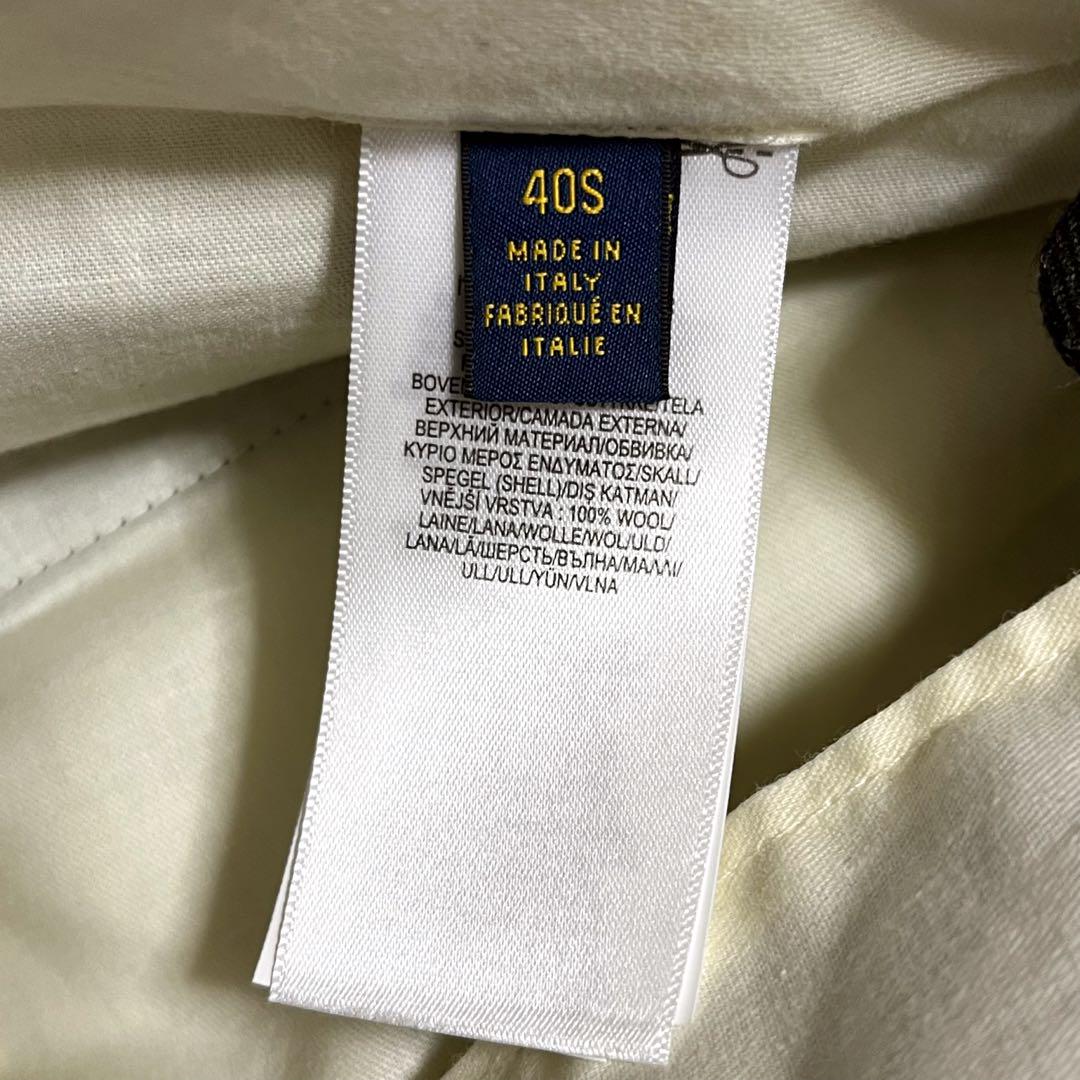 40S
MADE IN
ITALY
FABRIQUÉ EN
ITALIE
EXTERIOR/CAMADA EXTERNA/
ВЕРХНИЙ МАТЕРИАЛ/ОБВИВКА/
ΚΥΡΙΟ ΜΕΡΟΣ ΕΝΔΥΜΑΤΟΣ/SKALL/
SPEGEL (SHELL)/DIŞ KATMAN/
VNĚJŠÍ VRSTVA : 100% WOOL/
LAINE/LANA/WOLLE/WOL/ULD/
LANA/LÃ/ШЕРСТЬ/ВЪЛНА/ΜΑΛΛΙ/
ULL/ULL/YÜN/VLNA